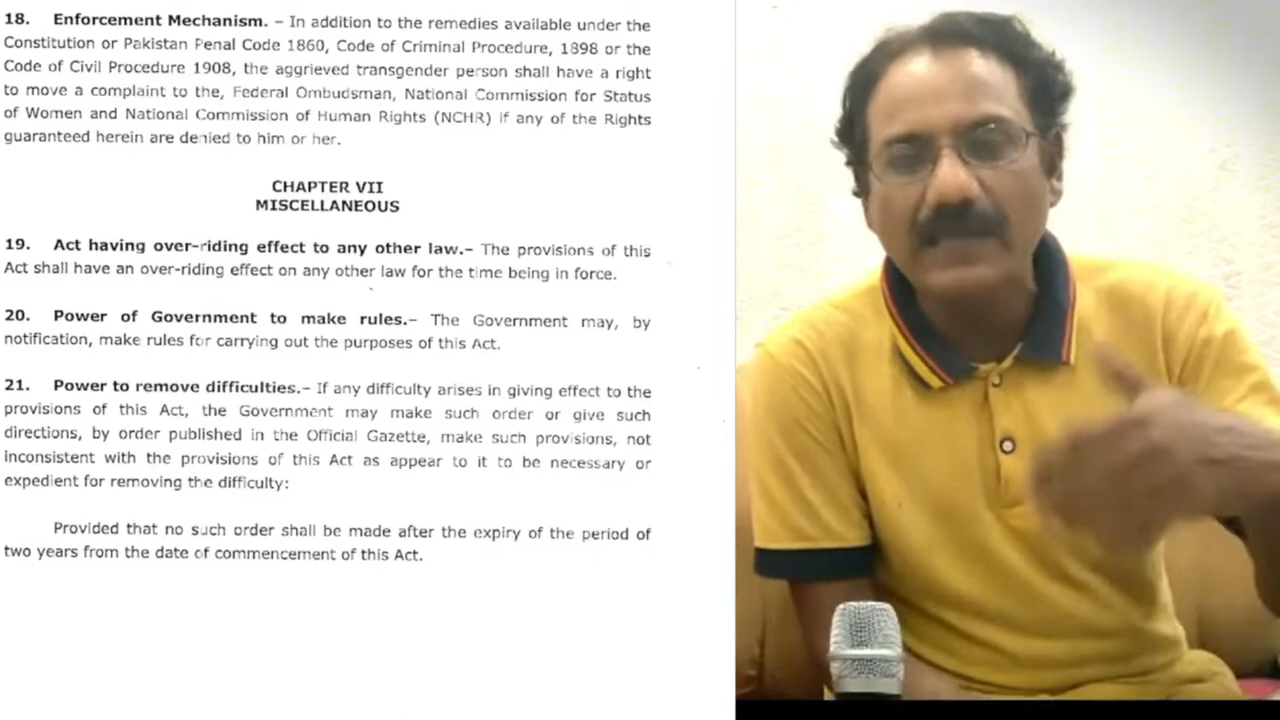 18. Enforcement Mechanism. – In addition to the remedies available under the
Constitution or Pakistan Penal Code 1860, Code of Criminal Procedure, 1898 or the
Code of Civil Procedure 1908, the aggrieved transgender person shall have a right
to move a complaint to the, Federal Ombudsman, National Commission for Status
of Women and National Commission of Human Rights (NCHR) if any of the Rights
guaranteed herein are denied to him or her.
CHAPTER VII
MISCELLANEOUS
19. Act having over-riding effect to any other law.– The provisions of this
Act shall have an over-riding effect on any other law for the time being in force.
20. Power of Government to make rules.– The Government may, by
notification, make rules for carrying out the purposes of this Act.
21. Power to remove difficulties.– If any difficulty arises in giving effect to the
provisions of this Act, the Government may make such order or give such
directions, by order published in the Official Gazette, make such provisions, not
inconsistent with the provisions of this Act as appear to it to be necessary or
expedient for removing the difficulty:
Provided that no such order shall be made after the expiry of the period of
two years from the date of commencement of this Act.